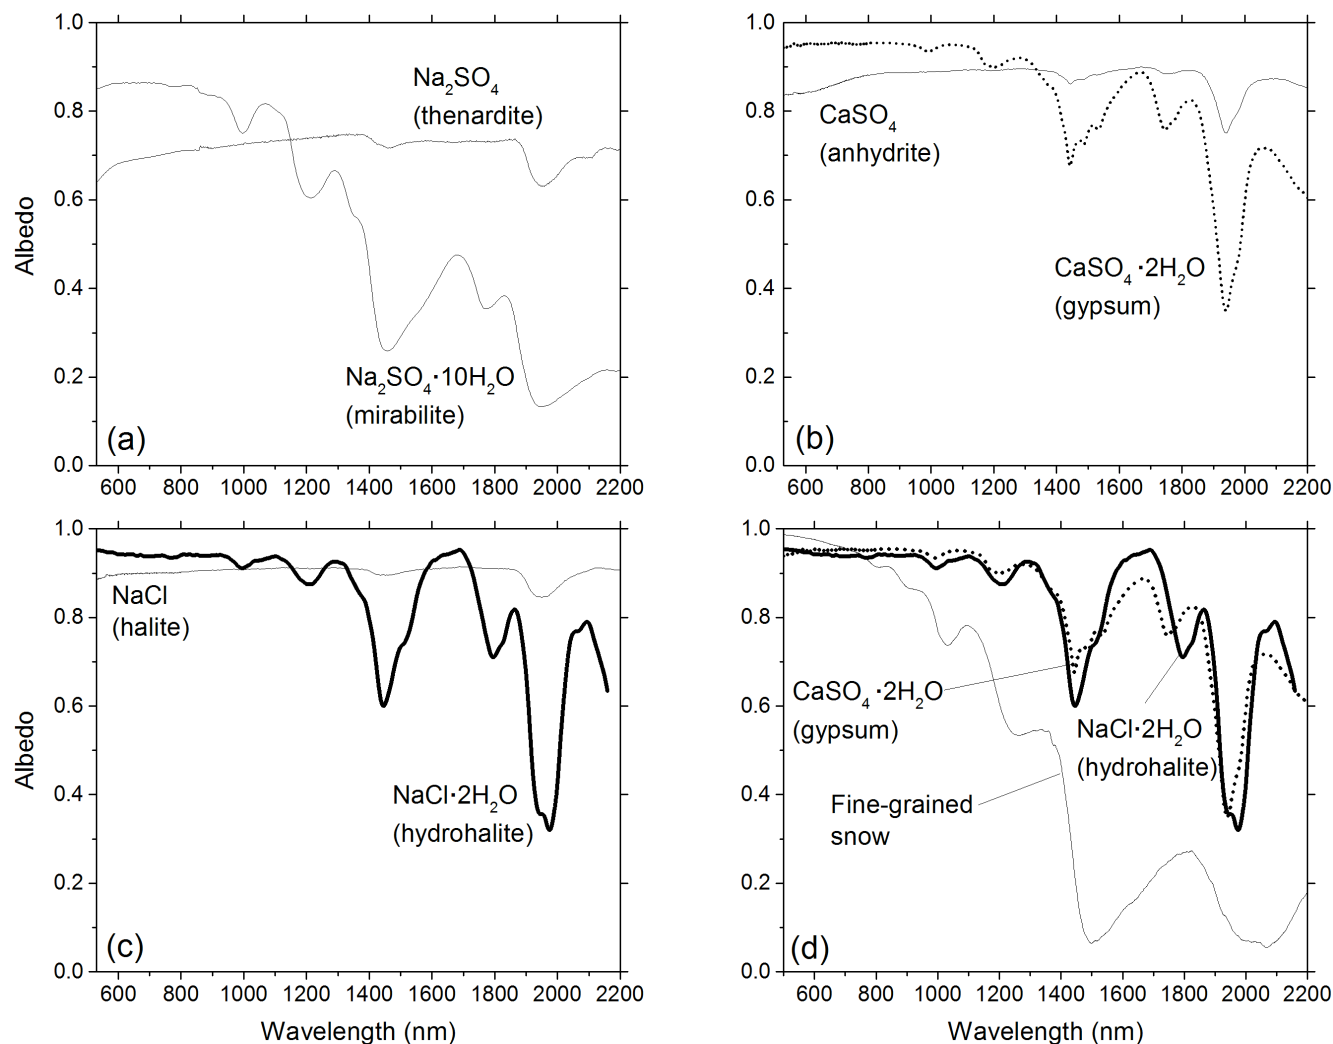 1.0
0.8
0.6
0.4
0.2
0.0
Albedo
Na₂SO₄
(thenardite)
Na₂SO₄·10H₂O
(mirabilite)
(a)
600 800 1000 1200 1400 1600 1800 2000 2200
1.0
0.8
0.6
0.4
0.2
0.0
CaSO₄
(anhydrite)
CaSO₄·2H₂O
(gypsum)
(b)
600 800 1000 1200 1400 1600 1800 2000 2200
1.0
0.8
0.6
0.4
0.2
0.0
Albedo
NaCl
(halite)
NaCl·2H₂O
(hydrohalite)
(c)
600 800 1000 1200 1400 1600 1800 2000 2200
Wavelength (nm)
1.0
0.8
0.6
0.4
0.2
0.0
CaSO₄·2H₂O
(gypsum)
NaCl·2H₂O
(hydrohalite)
Fine-grained
snow
(d)
600 800 1000 1200 1400 1600 1800 2000 2200
Wavelength (nm)